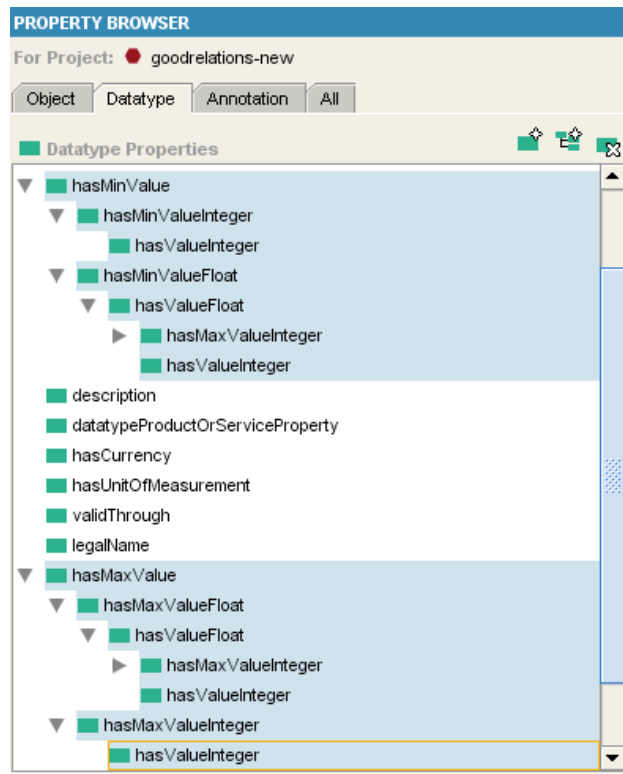 PROPERTY BROWSER
For Project: goodrelations-new
Object Datatype Annotation All
Datatype Properties
hasMinValue
hasMinValueInteger
hasValueInteger
hasMinValueFloat
hasValueFloat
hasMaxValueInteger
hasValueInteger
description
datatypeProductOrServiceProperty
hasCurrency
hasUnitOfMeasurement
validThrough
legalName
hasMaxValue
hasMaxValueFloat
hasValueFloat
hasMaxValueInteger
hasValueInteger
hasMaxValueInteger
hasValueInteger